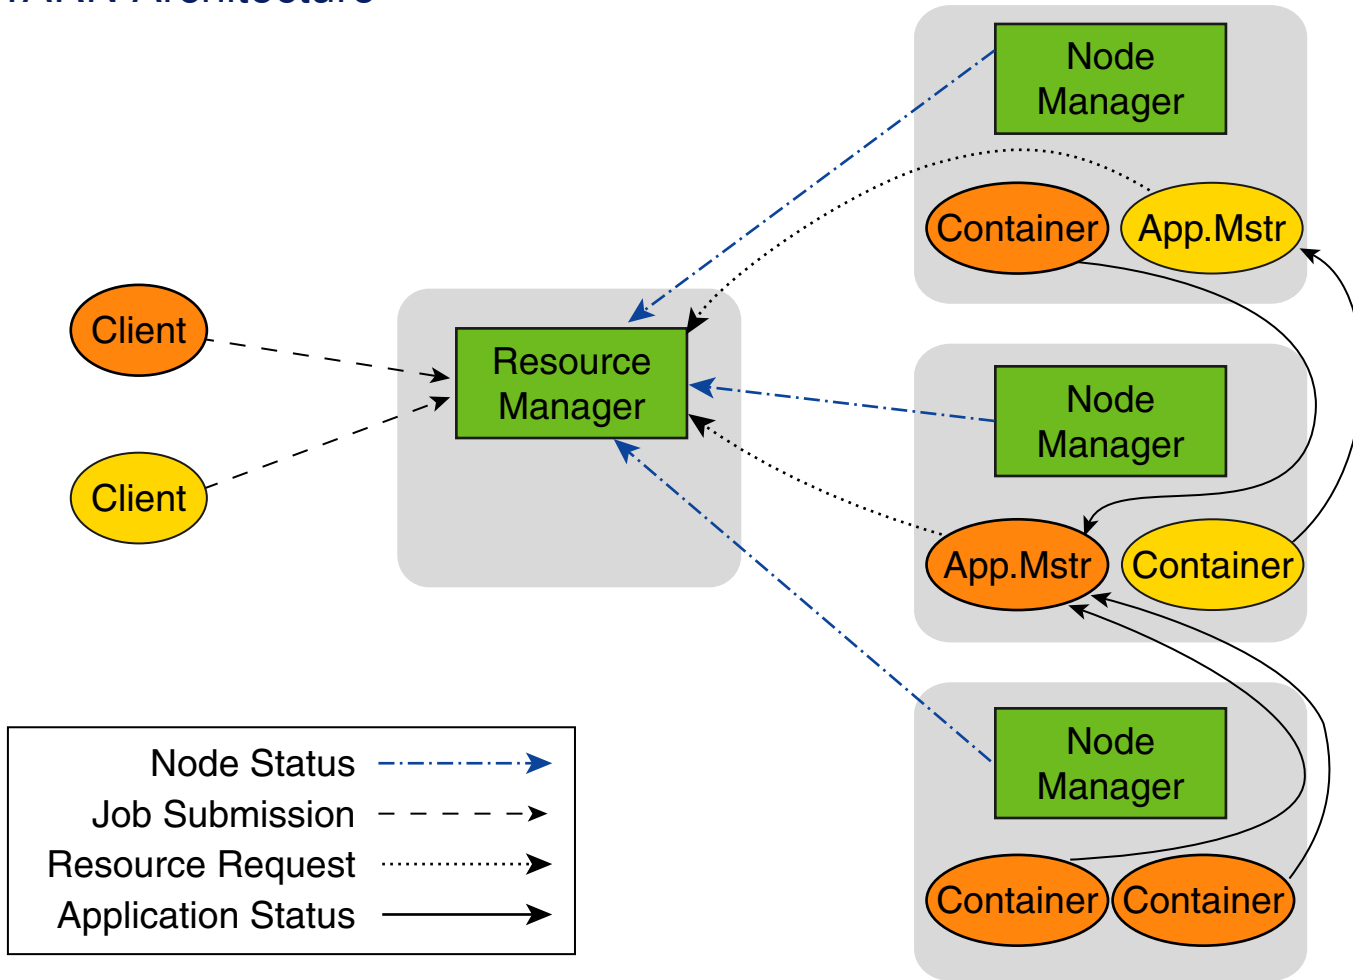 Architecture
Node
Manager
Container
App.Mstr
Client
Resource
Manager
Node
Manager
Client
App.Mstr
Container
Node
Manager
Node Status
Job Submission
Resource Request
Application Status
Container
Container